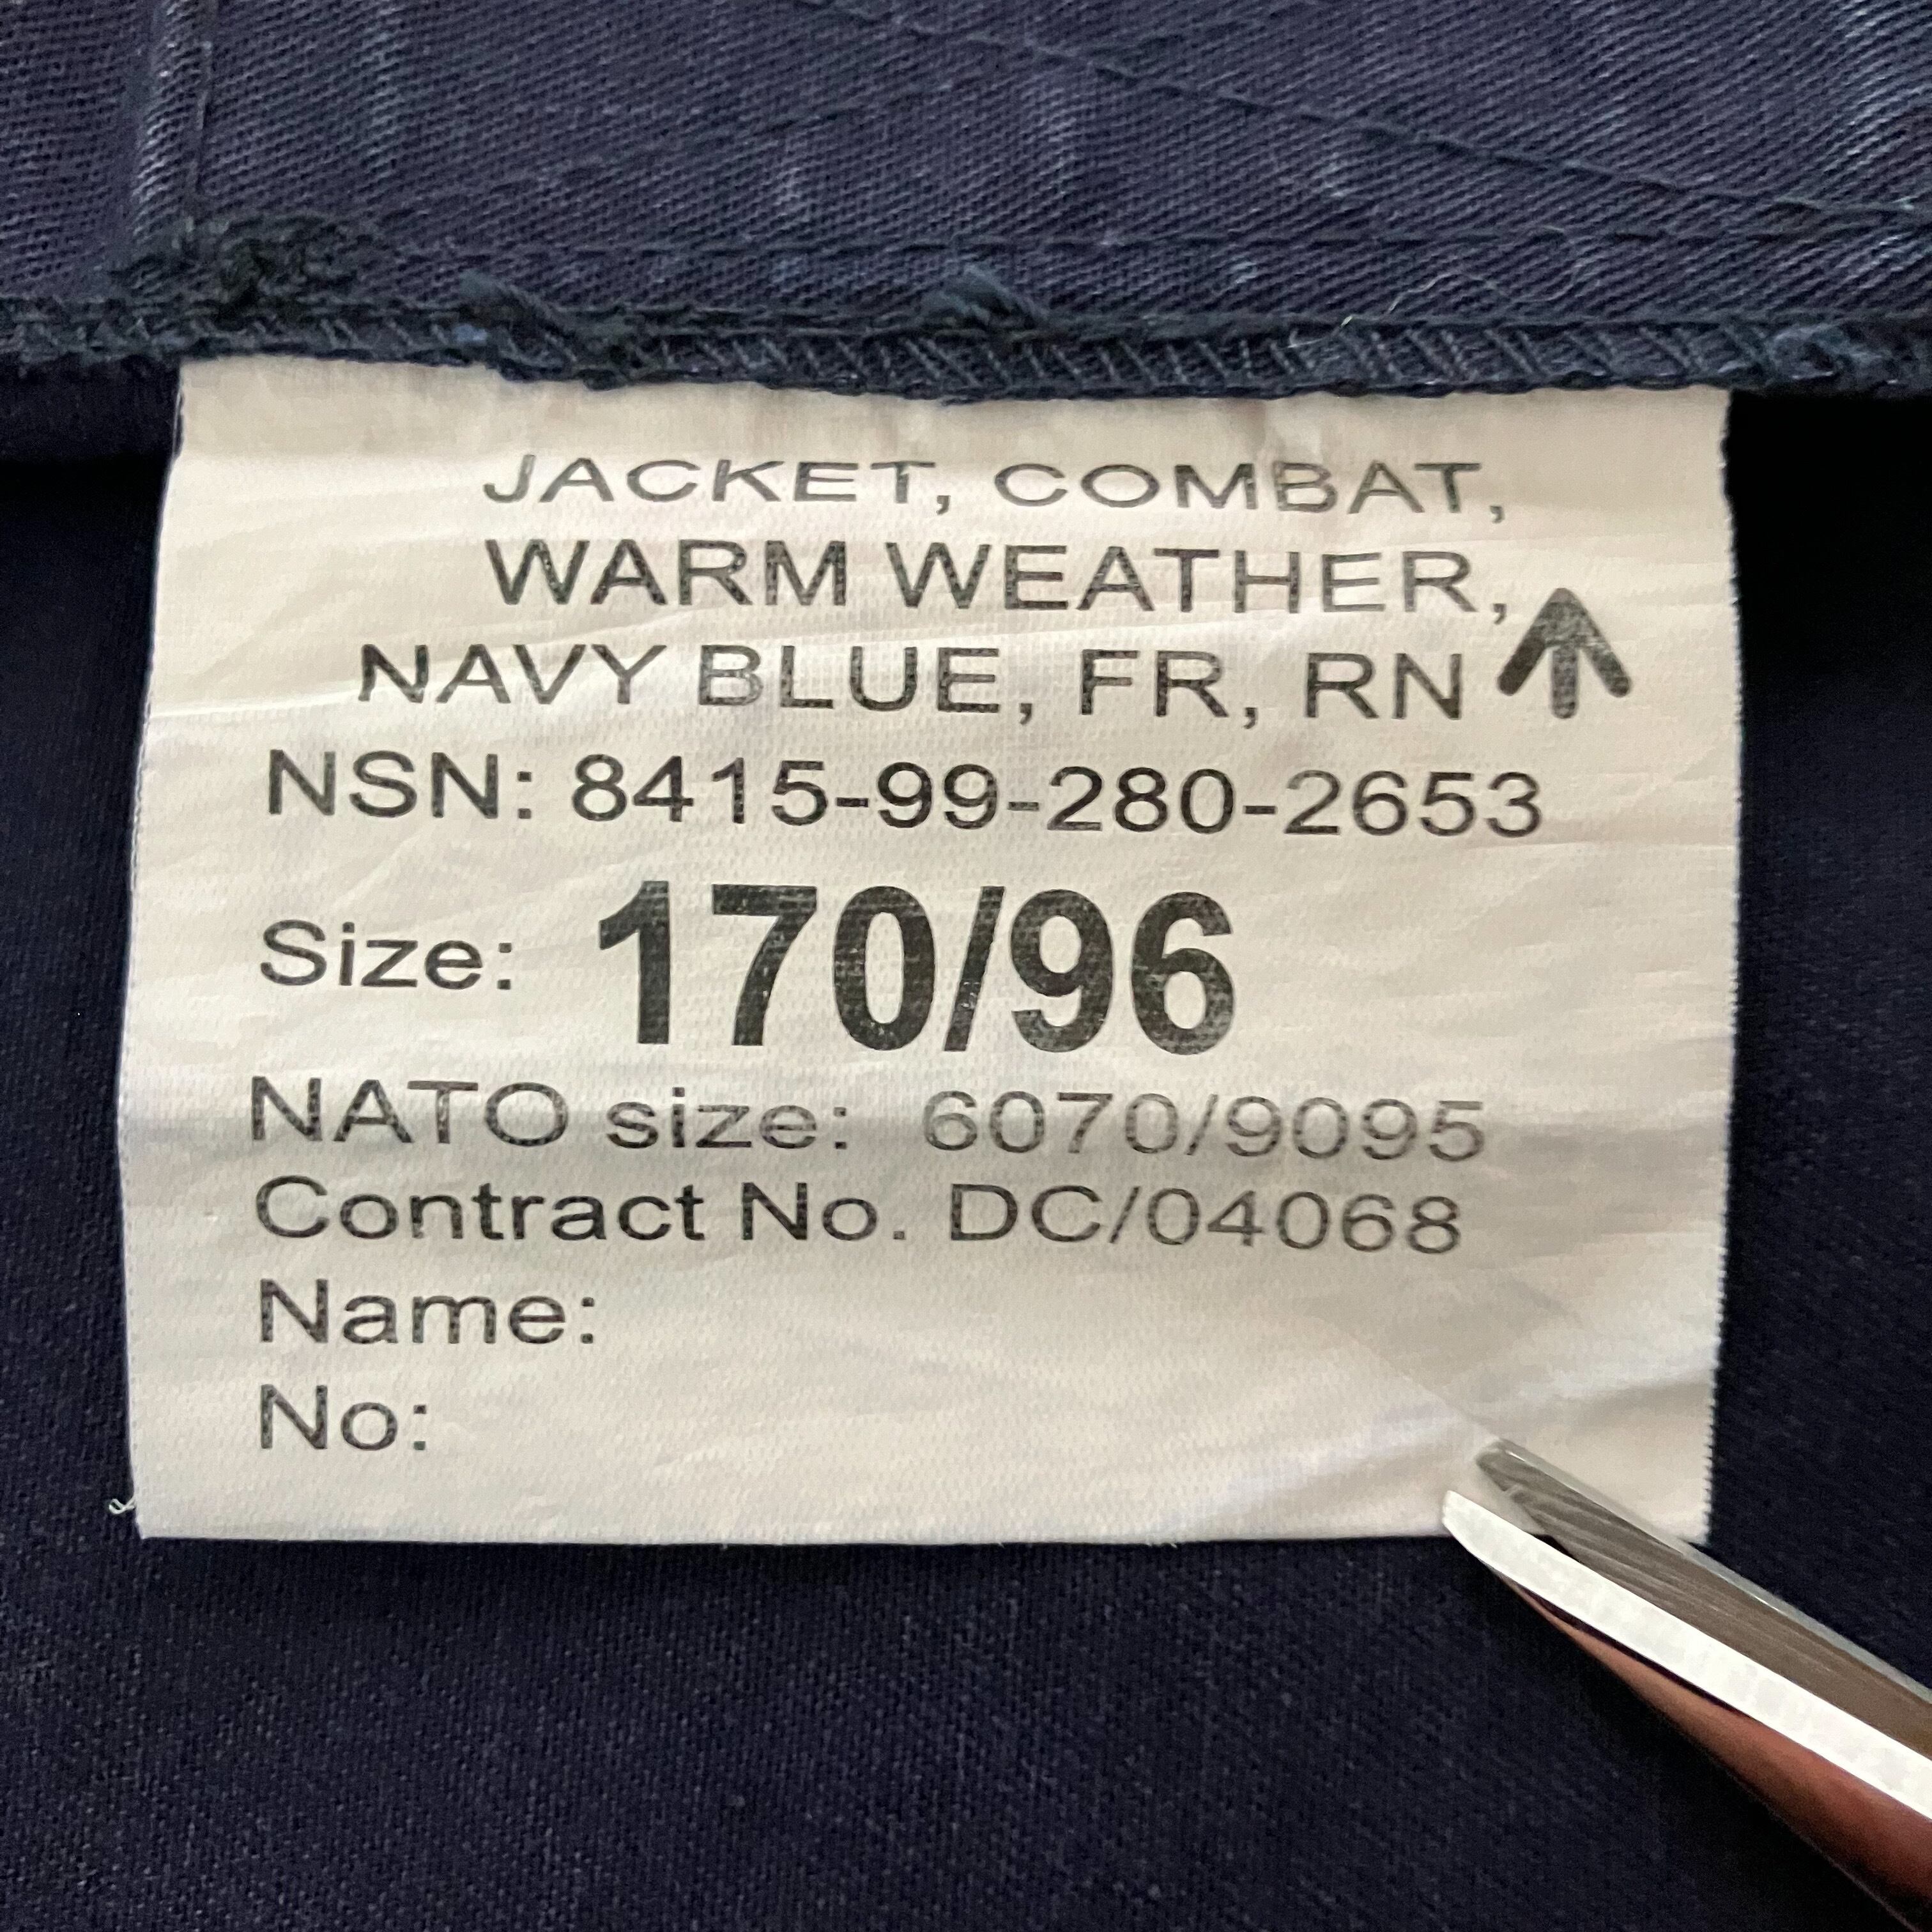 JACKET, COMBAT,
WARM WEATHER,
NAVY BLUE, FR, RN
NSN: 8415-99-280-2653
Size: 170/96
NATO size: 6070/9095
Contract No. DC/04068
Name:
No: